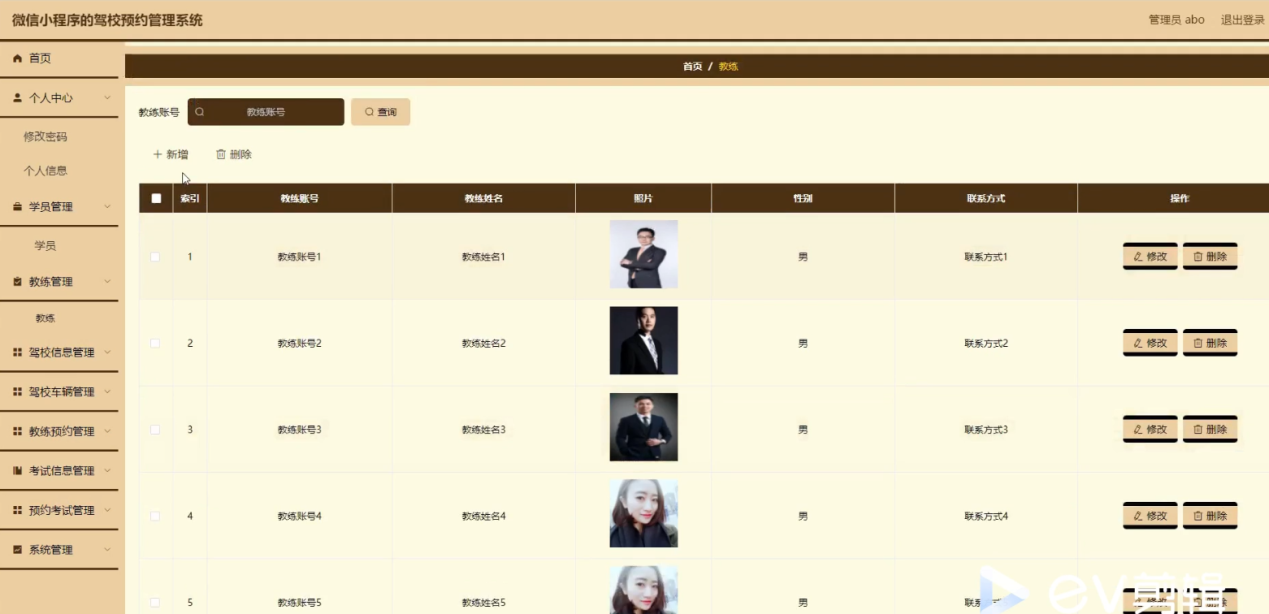 微信小程序的驾校预约管理系统
管理员 abo 退出登录
首页
个人中心
修改密码
个人信息
学员管理
学员
教练管理
教练
驾校信息管理
驾校车辆管理
教练预约管理
考试信息管理
预约考试管理
系统管理
首页 / 教练
教练账号 教练账号 查询
新增 删除
索引 教练账号 教练姓名 照片 性别 联系方式 操作
1 教练账号1 教练姓名1 男 联系方式1 修改 删除
2 教练账号2 教练姓名2 男 联系方式2 修改 删除
3 教练账号3 教练姓名3 男 联系方式3 修改 删除
4 教练账号4 教练姓名4 男 联系方式4 修改 删除
5 教练账号5 教练姓名5 男
ev剪辑